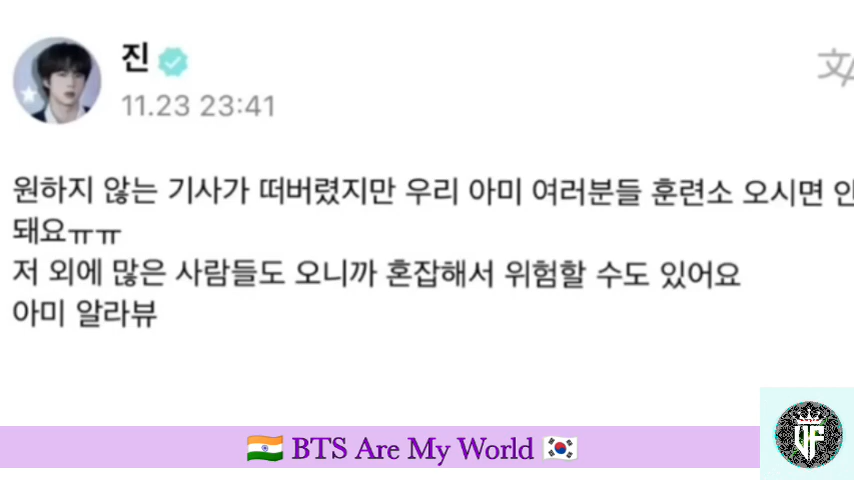 진
11.23 23:41
원하지 않는 기사가 떠버렸지만 우리 아미 여러분들 훈련소 오시면 안
돼요ㅠㅠ
저 외에 많은 사람들도 오니까 혼잡해서 위험할 수도 있어요
아미 알라뷰
🇮🇳 BTS Are My World 🇰🇷